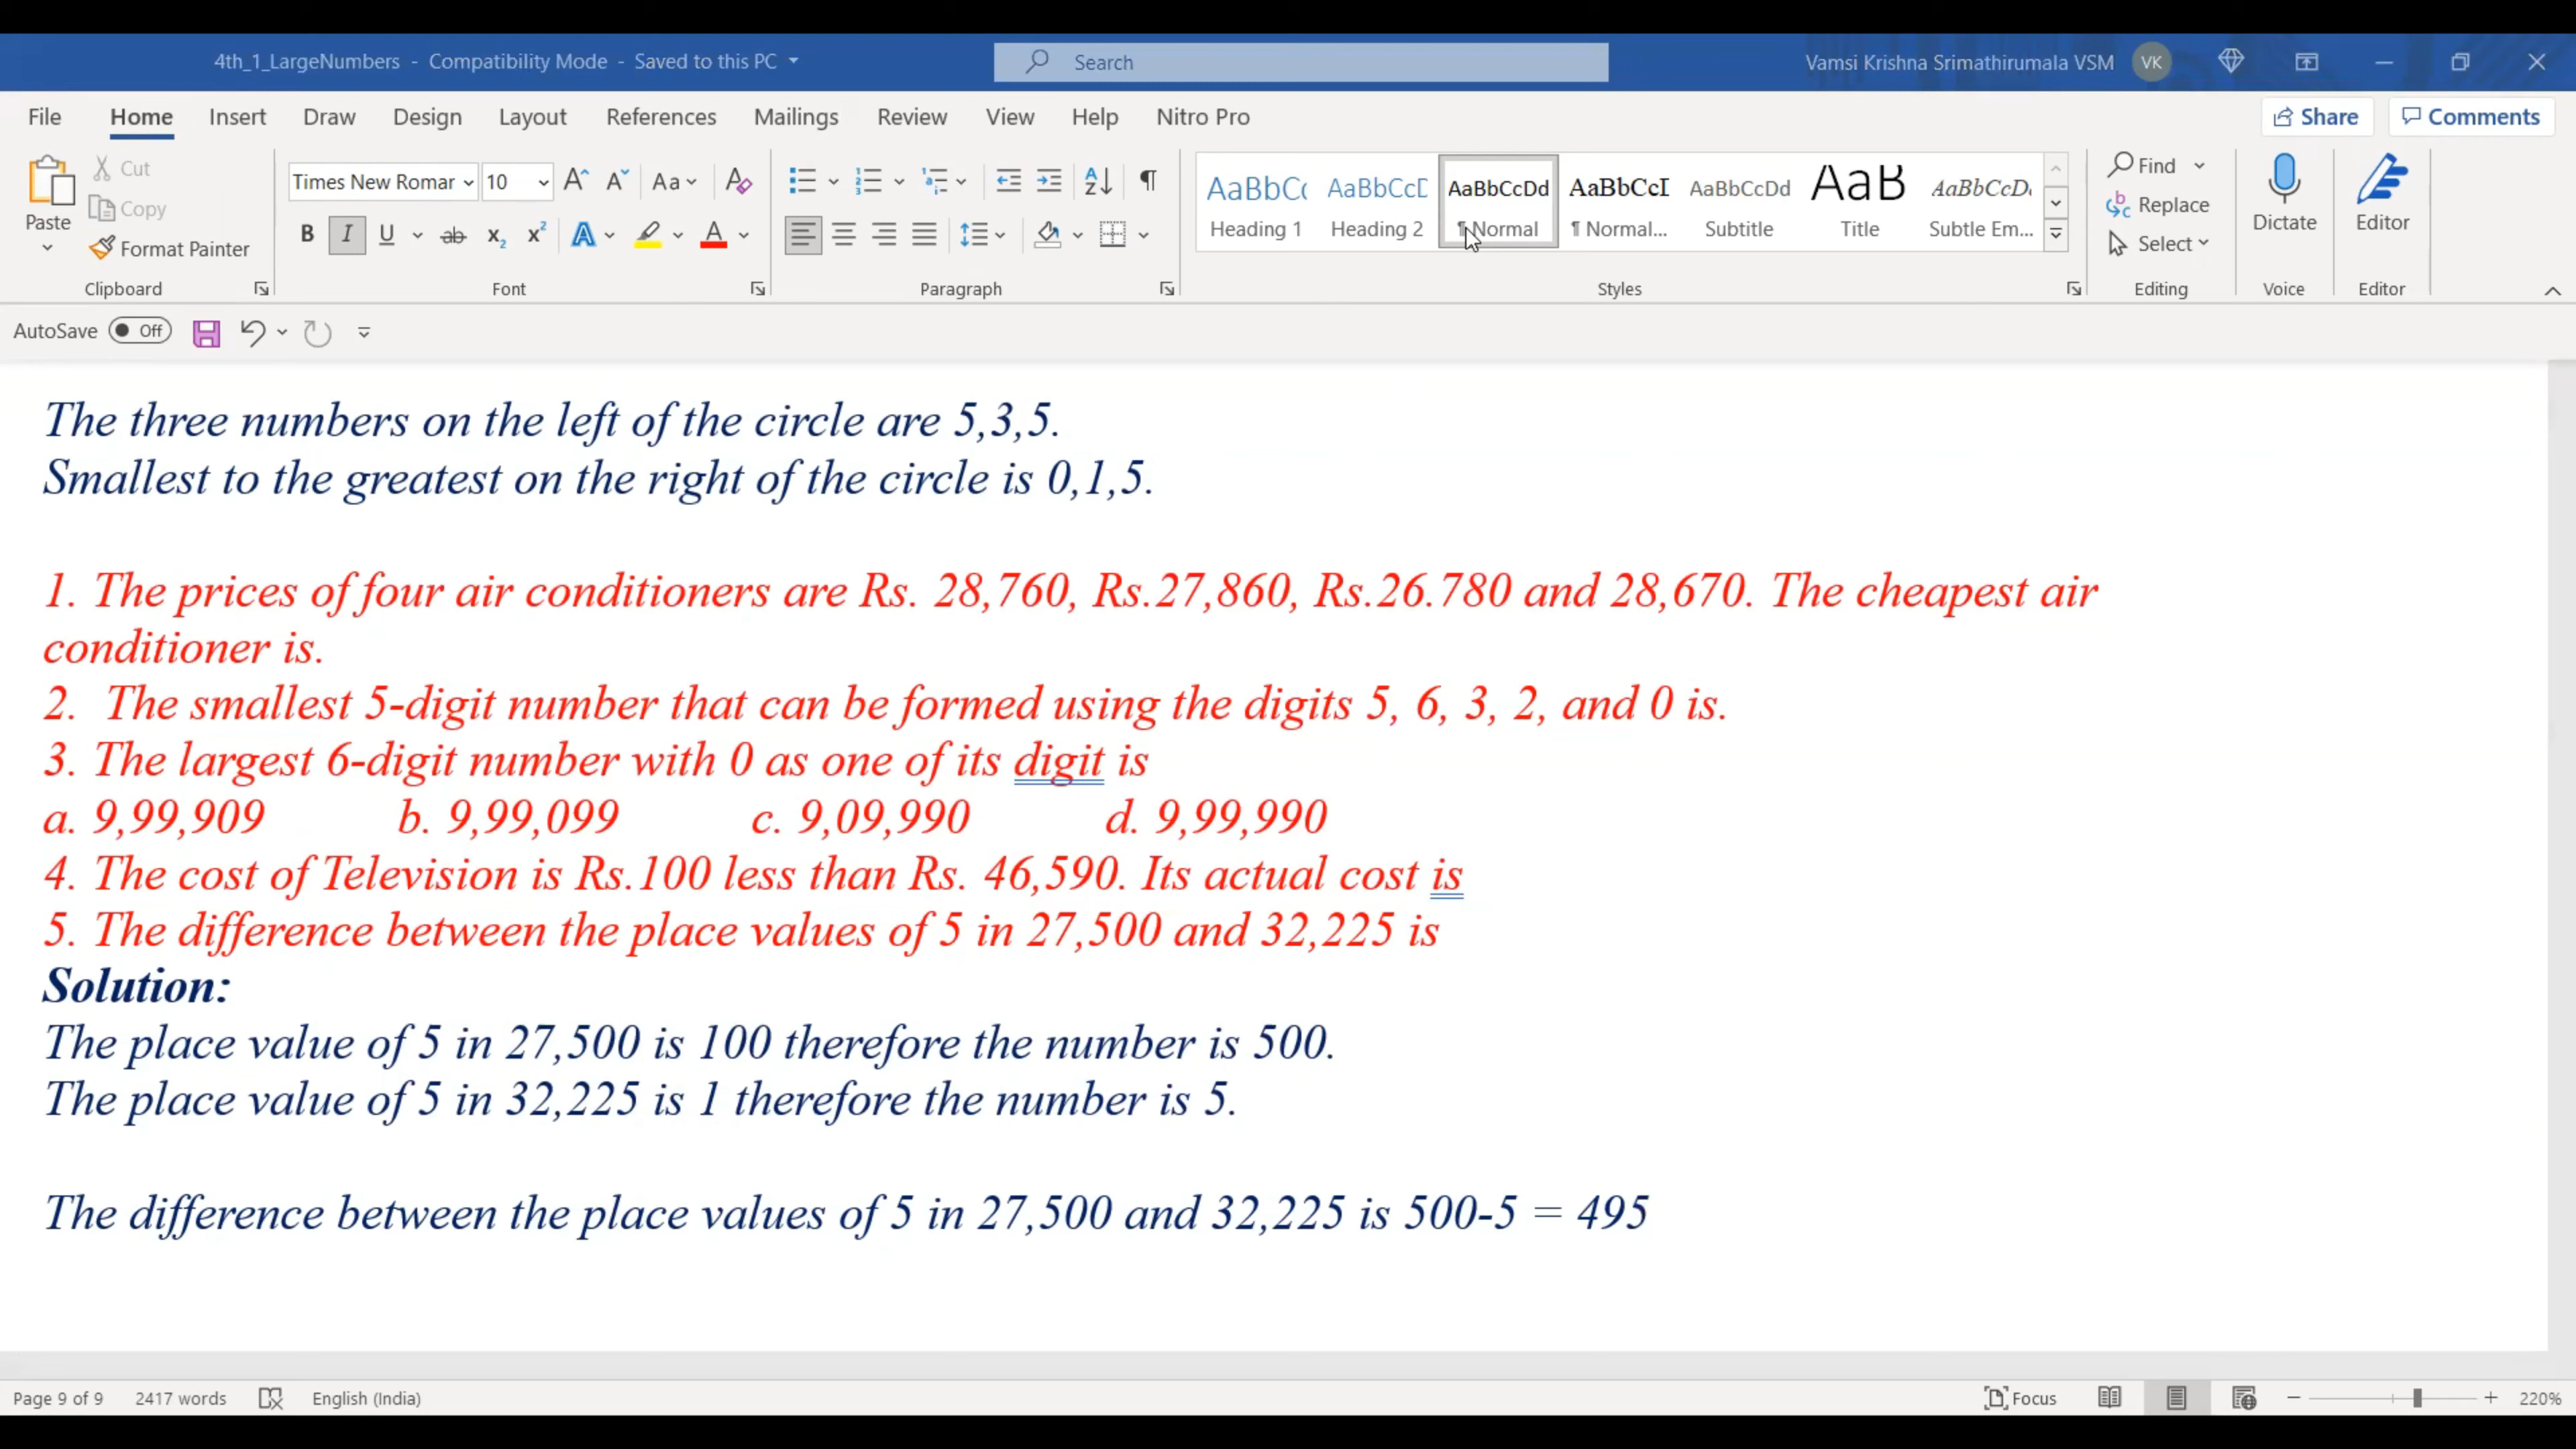 4th_1_LargeNumbers - Compatibility Mode - Saved to this PC
Search
Vamsi Krishna Srimathirumala VSM
VK
File Home Insert Draw Design Layout References Mailings Review View Help Nitro Pro
Share
Comments
Paste
Cut
Copy
Format Painter
Clipboard
Times New Romar
10
Aa
B I U ab x₂ x² A A
Font
Paragraph
AaBbCc Heading 1
AaBbCcD Heading 2
AaBbCcDd ¶ Normal
AaBbCcI ¶ Normal...
AaBbCcDd Subtitle
AaB Title
AaBbCcD Subtle Em...
Styles
Find
Replace
Select
Editing
Dictate
Voice
Editor
Editor
AutoSave Off
The three numbers on the left of the circle are 5,3,5.
Smallest to the greatest on the right of the circle is 0,1,5.
1. The prices of four air conditioners are Rs. 28,760, Rs.27,860, Rs.26.780 and 28,670. The cheapest air
conditioner is.
2. The smallest 5-digit number that can be formed using the digits 5, 6, 3, 2, and 0 is.
3. The largest 6-digit number with 0 as one of its digit is
a. 9,99,909 b. 9,99,099 c. 9,09,990 d. 9,99,990
4. The cost of Television is Rs.100 less than Rs. 46,590. Its actual cost is
5. The difference between the place values of 5 in 27,500 and 32,225 is
Solution:
The place value of 5 in 27,500 is 100 therefore the number is 500.
The place value of 5 in 32,225 is 1 therefore the number is 5.
The difference between the place values of 5 in 27,500 and 32,225 is 500-5 = 495
Page 9 of 9 2417 words English (India)
Focus
220%